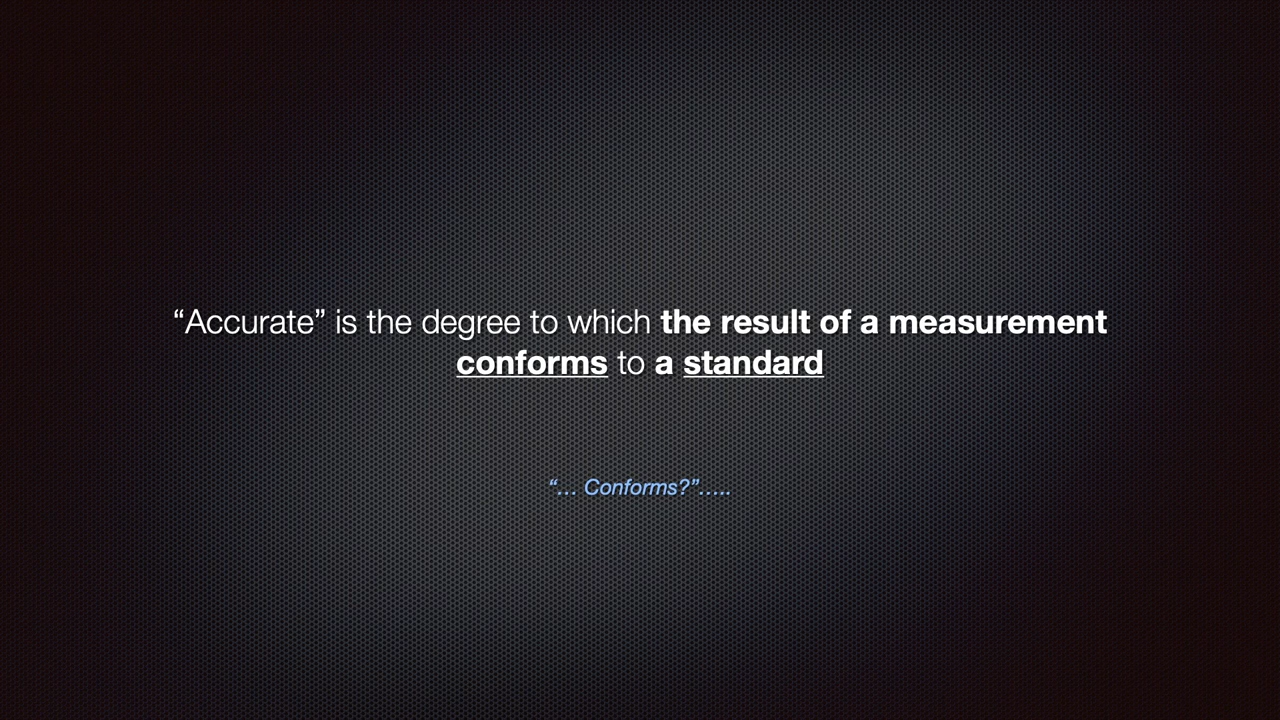 “Accurate” is the degree to which the result of a measurement
conforms to a standard
“… Conforms?”…..